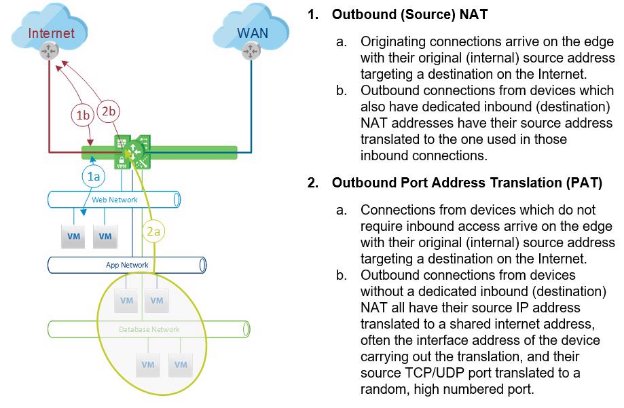 Internet
WAN
1b
2b
VPN
1a
Web Network
VM
VM
2a
App Network
VM
VM
Database Network
VM
VM
1. Outbound (Source) NAT
a. Originating connections arrive on the edge
with their original (internal) source address
targeting a destination on the Internet.
b. Outbound connections from devices which
also have dedicated inbound (destination)
NAT addresses have their source address
translated to the one used in those
inbound connections.
2. Outbound Port Address Translation (PAT)
a. Connections from devices which do not
require inbound access arrive on the edge
with their original (internal) source address
targeting a destination on the Internet.
b. Outbound connections from devices
without a dedicated inbound (destination)
NAT all have their source IP address
translated to a shared internet address,
often the interface address of the device
carrying out the translation, and their
source TCP/UDP port translated to a
random, high numbered port.